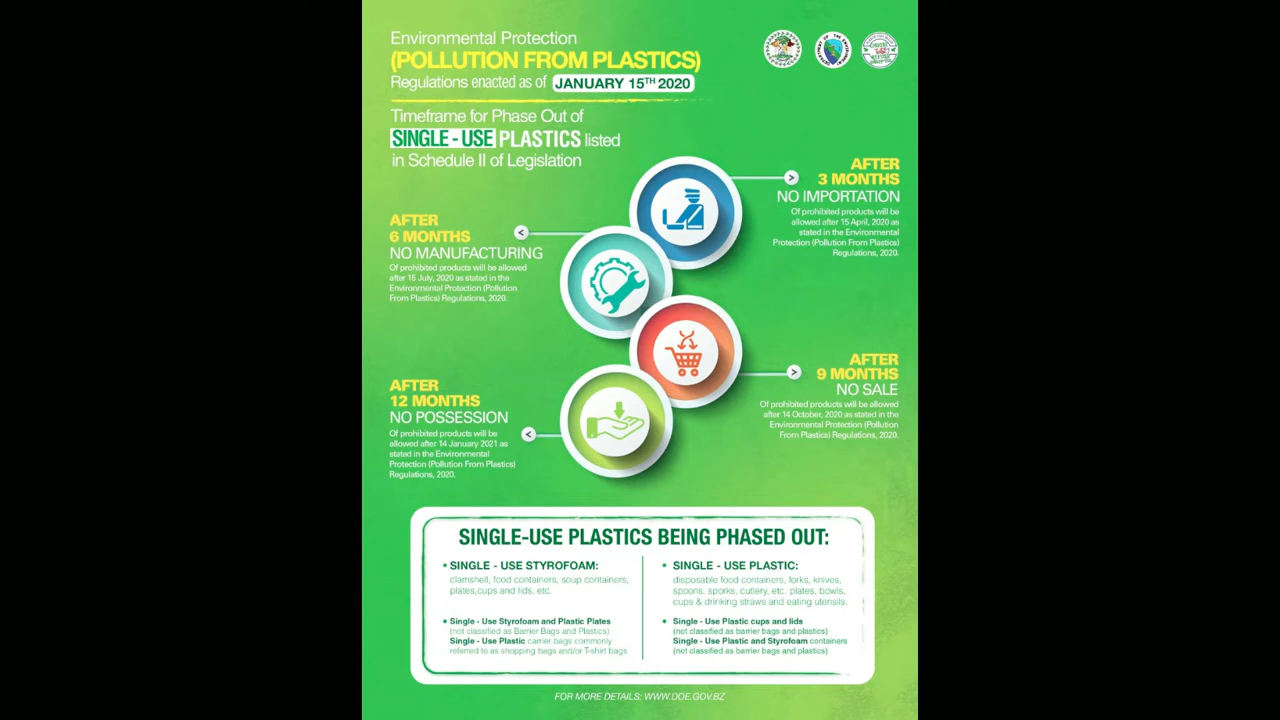 Environmental Protection
(POLLUTION FROM PLASTICS)
Regulations enacted as of JANUARY 15TH 2020
Timeframe for Phase Out of
SINGLE - USE PLASTICS listed
in Schedule II of Legislation
AFTER
3 MONTHS
NO IMPORTATION
Of prohibited products will be
allowed after 15 April, 2020 as
stated in the Environmental
Protection (Pollution From Plastics)
Regulations, 2020.
AFTER
6 MONTHS
NO MANUFACTURING
Of prohibited products will be allowed
after 15 July, 2020 as stated in the
Environmental Protection (Pollution
From Plastics) Regulations, 2020.
AFTER
9 MONTHS
NO SALE
Of prohibited products will be allowed
after 14 October, 2020 as stated in the
Environmental Protection (Pollution
From Plastics) Regulations, 2020.
AFTER
12 MONTHS
NO POSSESSION
Of prohibited products will be
allowed after 14 January 2021 as
stated in the Environmental
Protection (Pollution From Plastics)
Regulations, 2020.
SINGLE-USE PLASTICS BEING PHASED OUT:
• SINGLE - USE STYROFOAM:
clamshell, food containers, soup containers,
plates,cups and lids, etc.
• Single - Use Styrofoam and Plastic Plates
(not classified as Barrier Bags and Plastics)
Single - Use Plastic carrier bags commonly
referred to as shopping bags and/or T-shirt bags
• SINGLE - USE PLASTIC:
disposable food containers, forks, knives,
spoons, sporks, cutlery, etc. plates, bowls,
cups & drinking straws and eating utensils.
• Single - Use Plastic cups and lids
(not classified as barrier bags and plastics)
Single - Use Plastic and Styrofoam containers
(not classified as barrier bags and plastics)
FOR MORE DETAILS: WWW.DOE.GOV.BZ